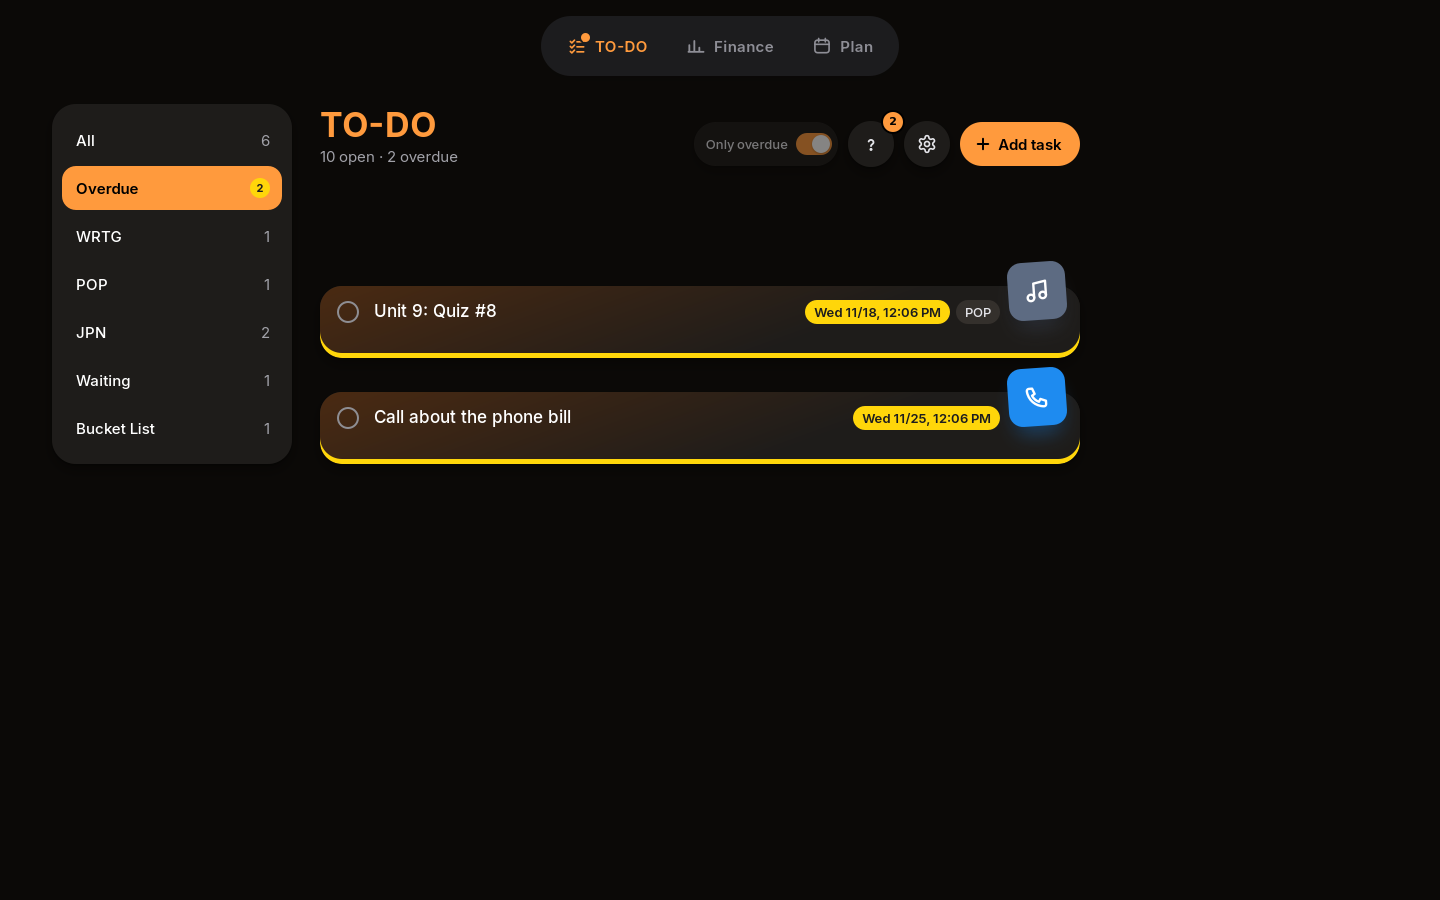 TO-DO
Finance
Plan
All 6
Overdue 2
WRTG 1
POP 1
JPN 2
Waiting 1
Bucket List 1
TO-DO
10 open · 2 overdue
Only overdue
?
2
Add task
Unit 9: Quiz #8
Wed 11/18, 12:06 PM
POP
Call about the phone bill
Wed 11/25, 12:06 PM